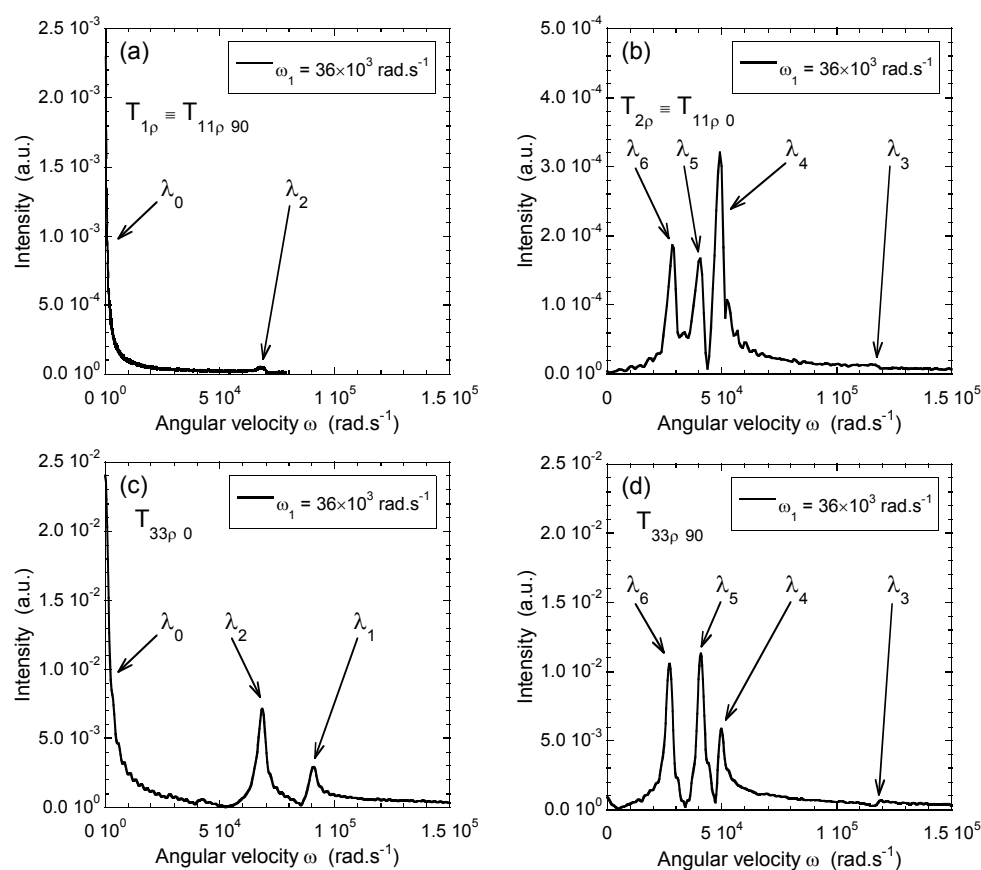 (a)
ω₁ = 36×10³ rad.s⁻¹
T₁ρ ≡ T₁₁ρ ₉₀
λ₀
λ₂
Intensity (a.u.)
2.5 10⁻³
2.0 10⁻³
1.5 10⁻³
1.0 10⁻³
5.0 10⁻⁴
0.0 10⁰
0 10⁰
5 10⁴
1 10⁵
1.5 10⁵
Angular velocity ω (rad.s⁻¹)
(b)
ω₁ = 36×10³ rad.s⁻¹
T₂ρ ≡ T₁₁ρ ₀
λ₆
λ₅
λ₄
λ₃
Intensity (a.u.)
5.0 10⁻⁴
4.0 10⁻⁴
3.0 10⁻⁴
2.0 10⁻⁴
1.0 10⁻⁴
0.0 10⁰
0 10⁰
5 10⁴
1 10⁵
1.5 10⁵
Angular velocity ω (rad.s⁻¹)
(c)
ω₁ = 36×10³ rad.s⁻¹
T₃₃ρ ₀
λ₀
λ₂
λ₁
Intensity (a.u.)
2.5 10⁻²
2.0 10⁻²
1.5 10⁻²
1.0 10⁻²
5.0 10⁻³
0.0 10⁰
0 10⁰
5 10⁴
1 10⁵
1.5 10⁵
Angular velocity ω (rad.s⁻¹)
(d)
ω₁ = 36×10³ rad.s⁻¹
T₃₃ρ ₉₀
λ₆
λ₅
λ₄
λ₃
Intensity (a.u.)
2.5 10⁻²
2.0 10⁻²
1.5 10⁻²
1.0 10⁻²
5.0 10⁻³
0.0 10⁰
0 10⁰
5 10⁴
1 10⁵
1.5 10⁵
Angular velocity ω (rad.s⁻¹)